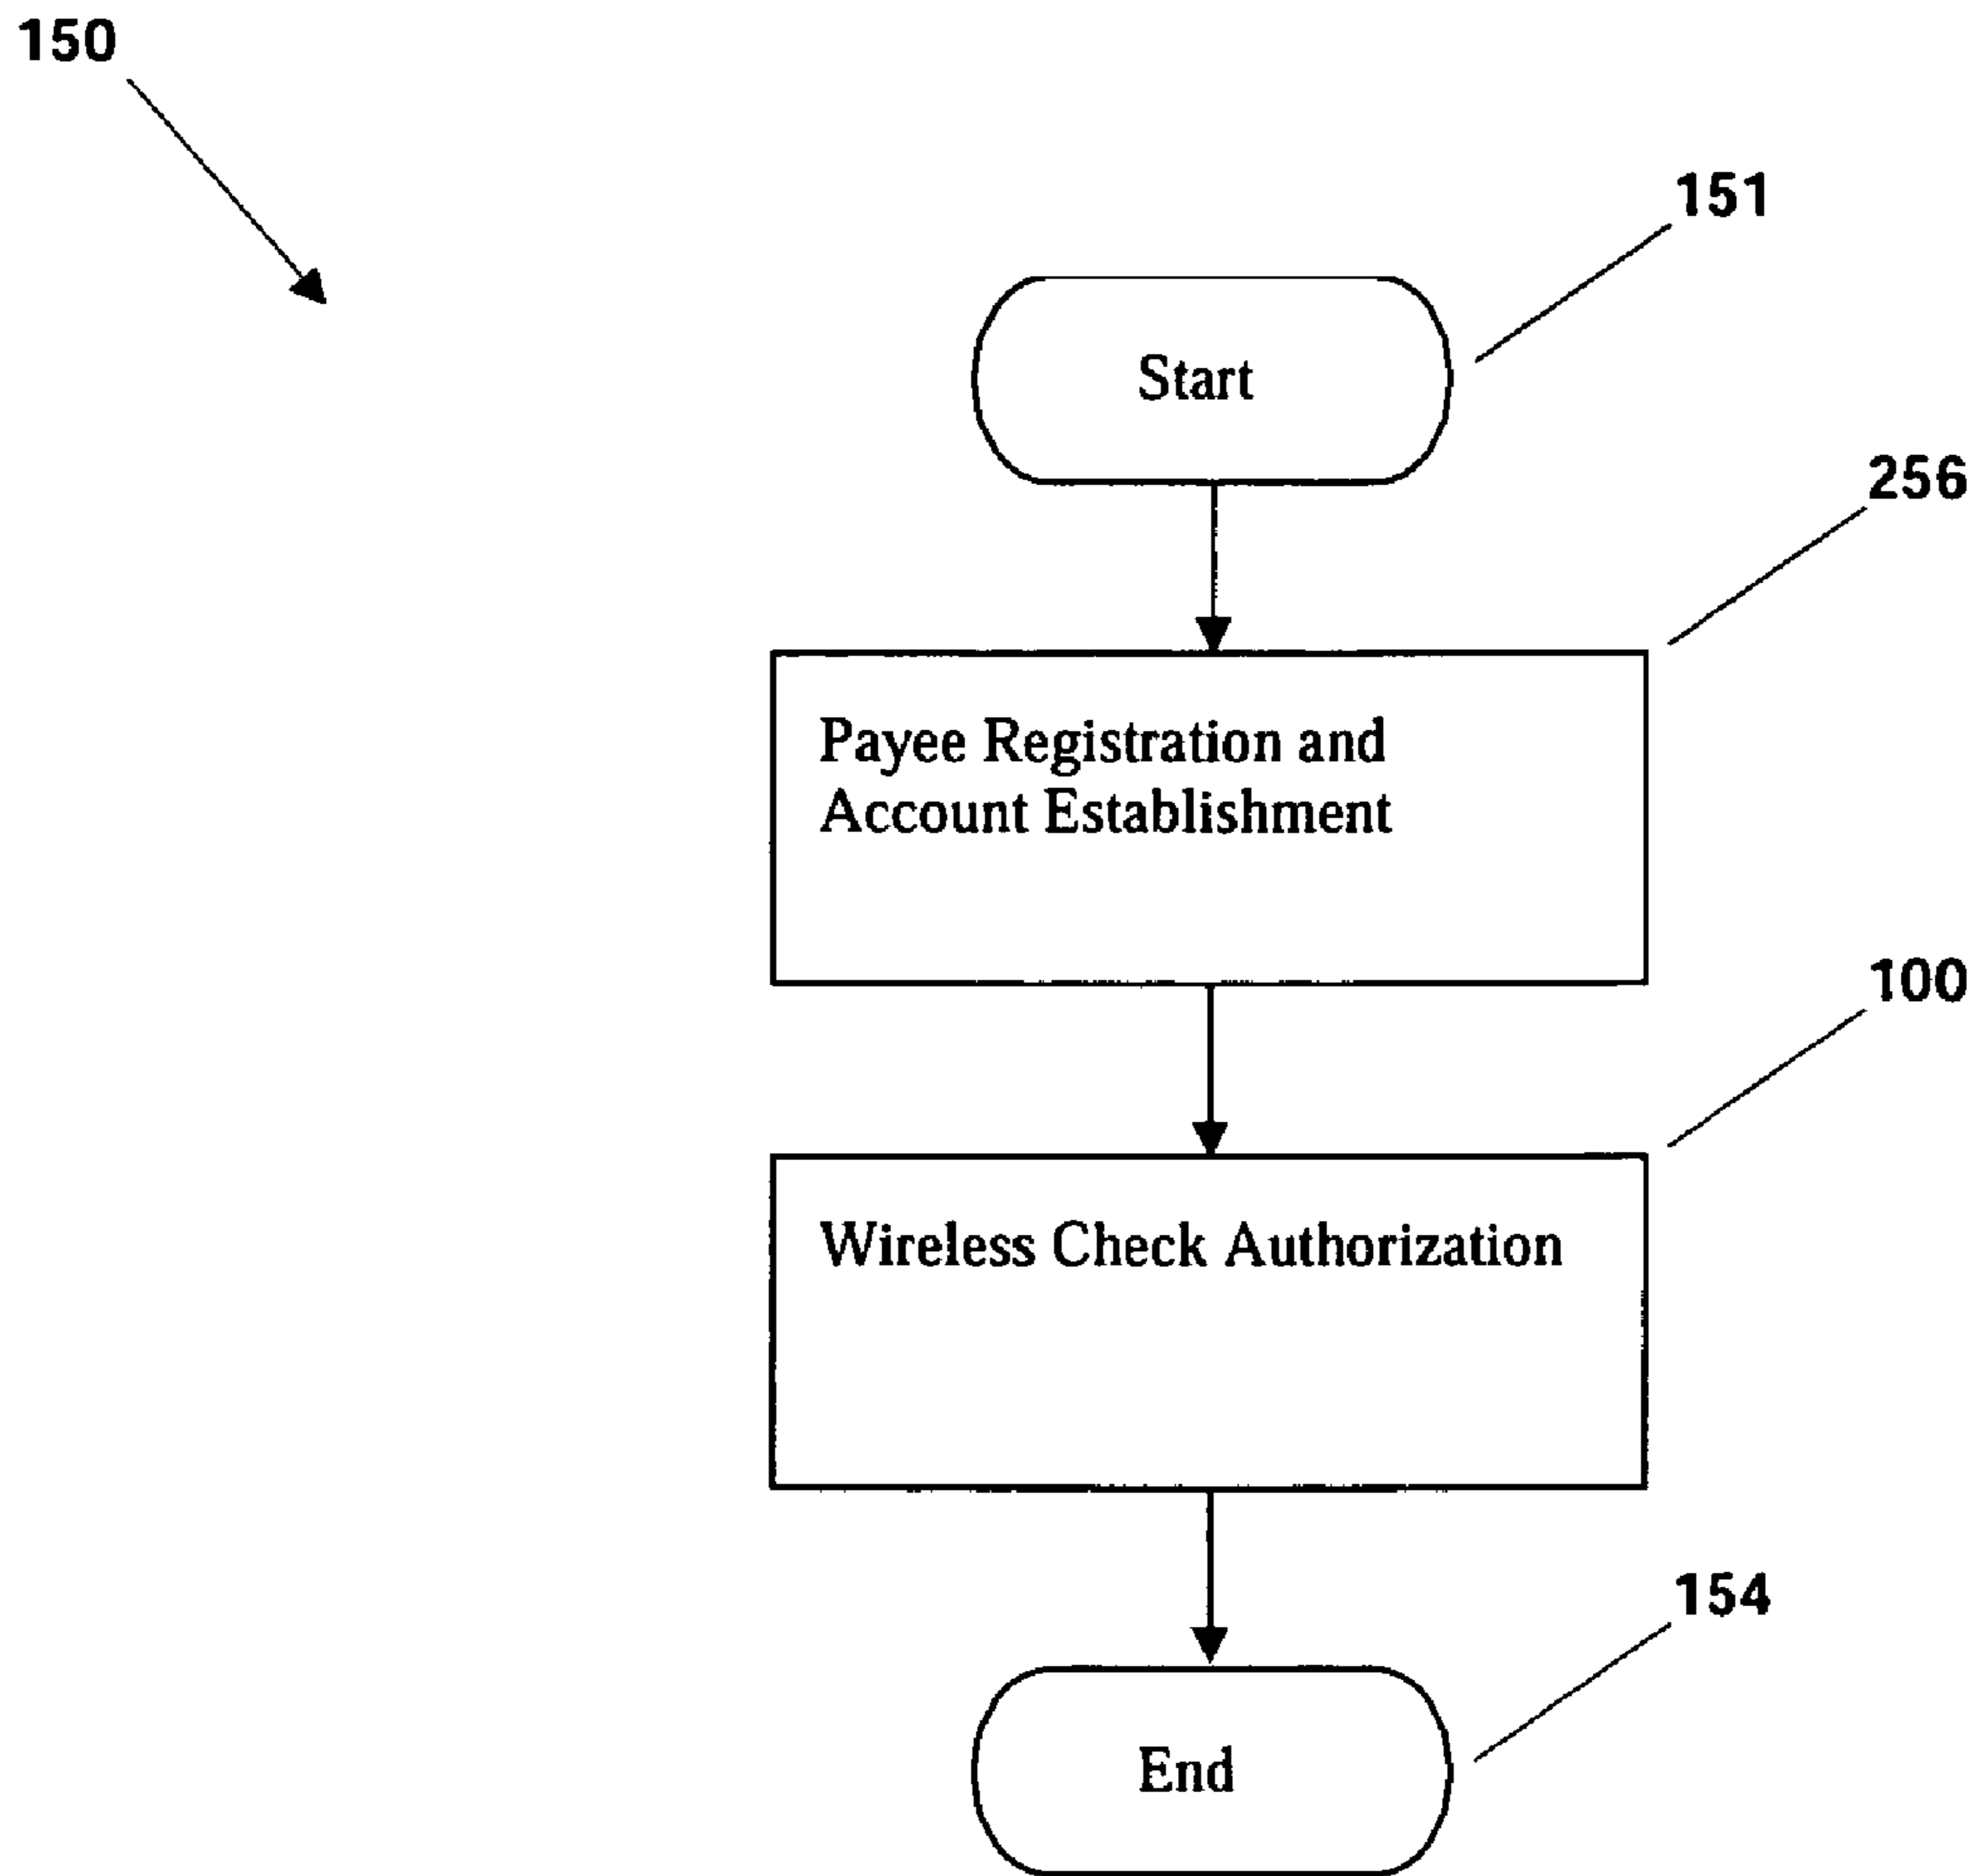 150
151
Start
256
Payee Registration and
Account Establishment
100
Wireless Check Authorization
154
End